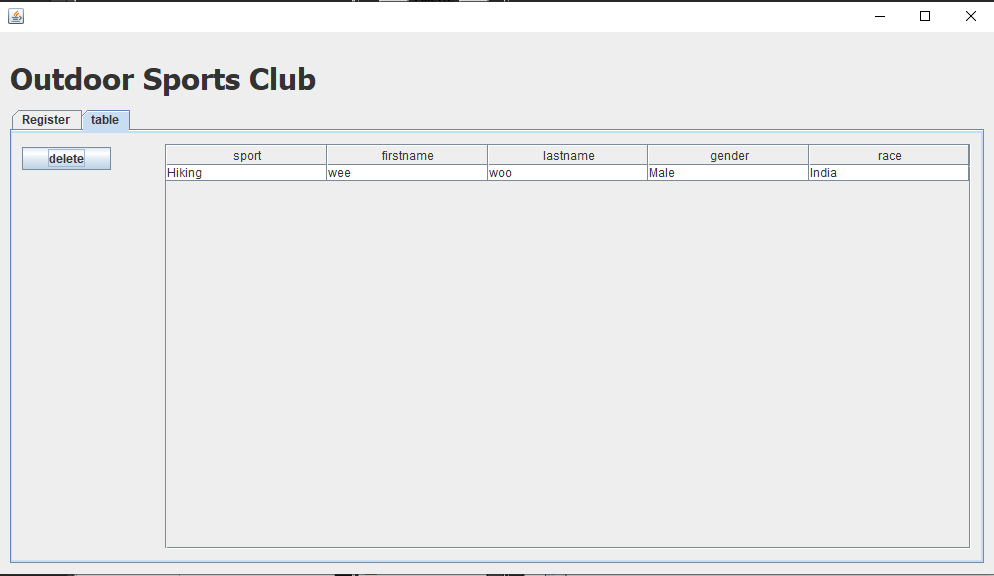 Outdoor Sports Club
Register table
delete
sport firstname lastname gender race
Hiking wee woo Male India